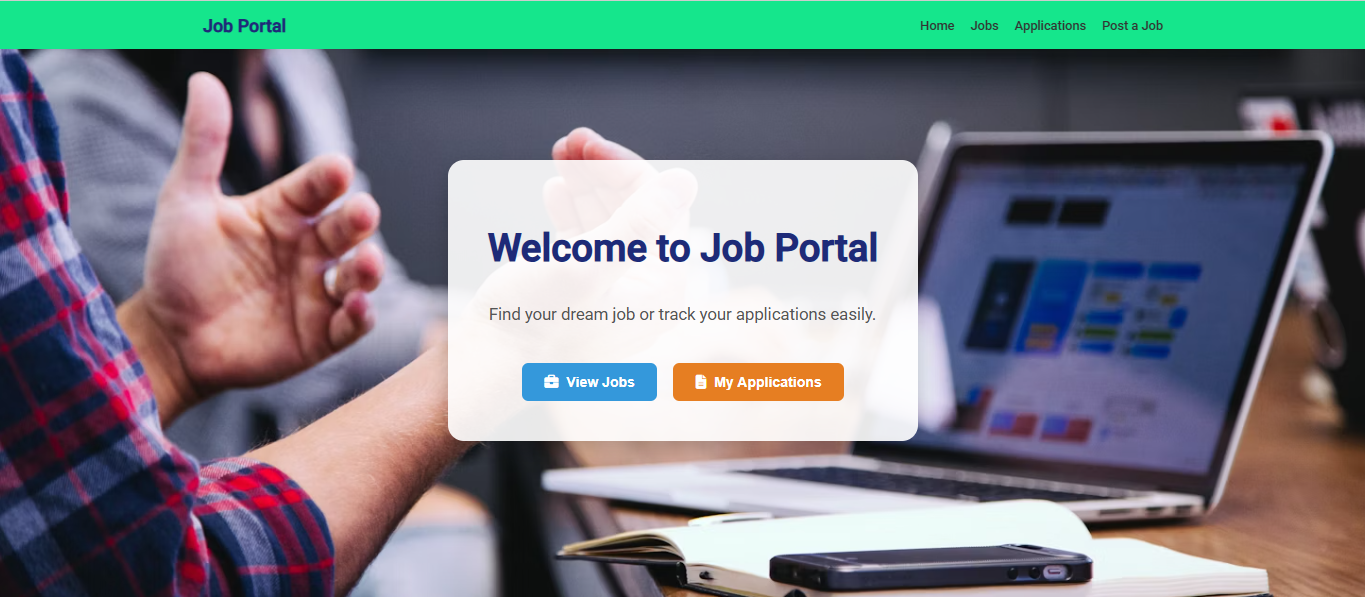 Job Portal
Home Jobs Applications Post a Job
Welcome to Job Portal
Find your dream job or track your applications easily.
View Jobs My Applications